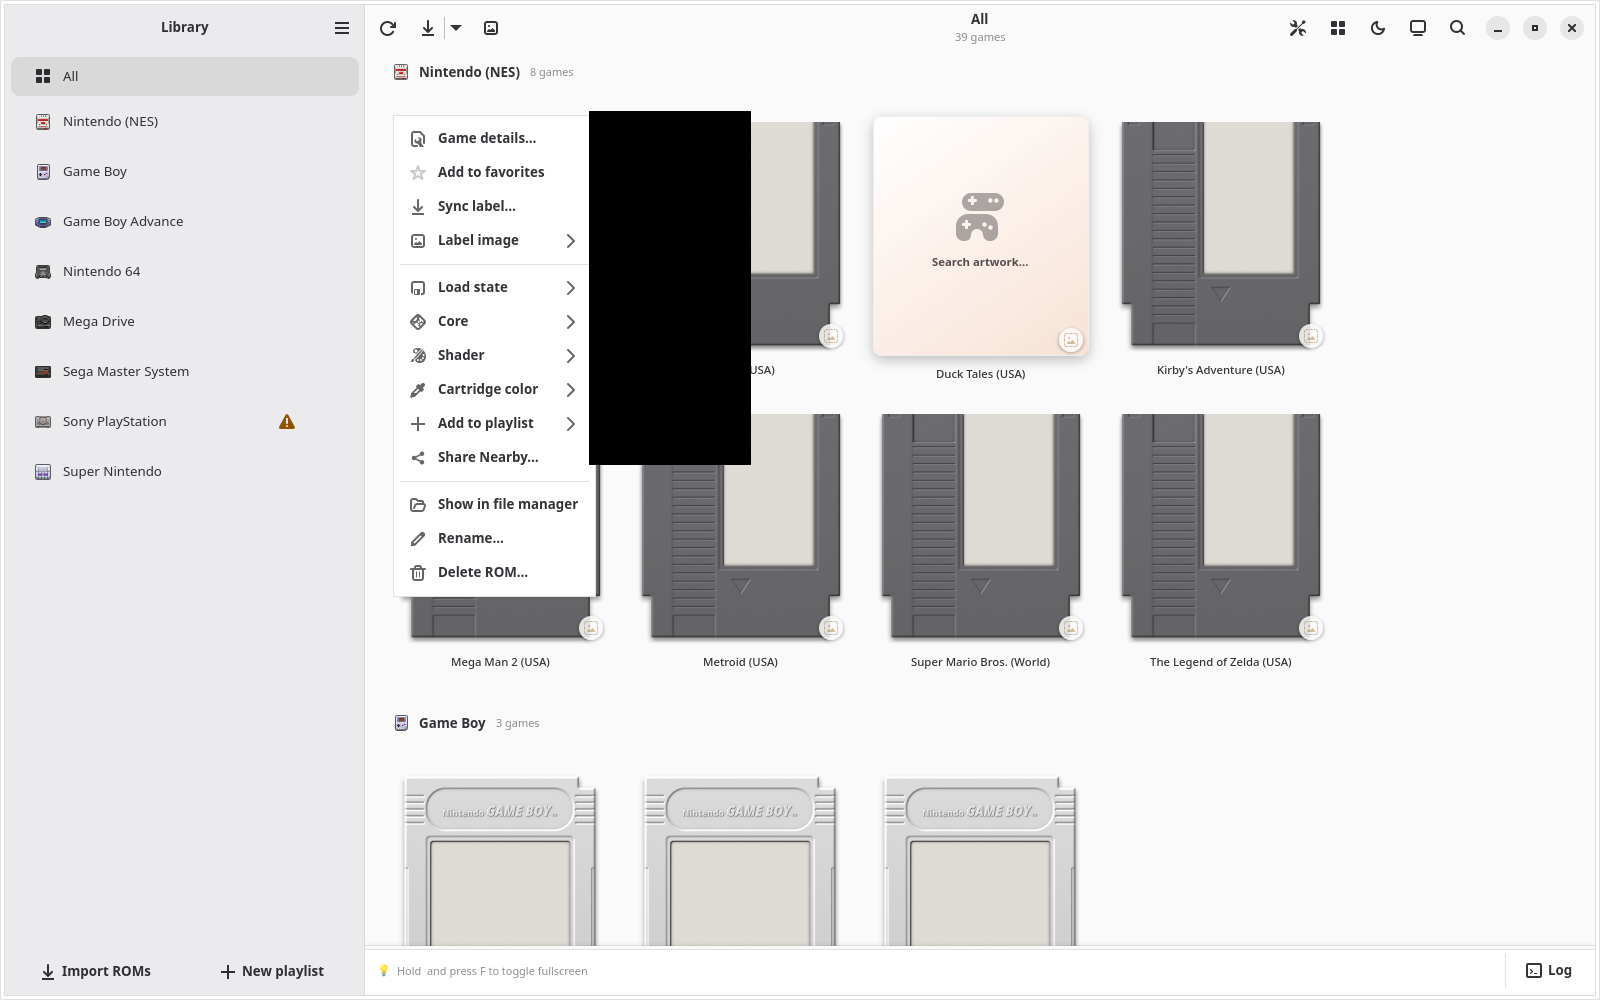 Library
All
39 games
All
Nintendo (NES)
Game Boy
Game Boy Advance
Nintendo 64
Mega Drive
Sega Master System
Sony PlayStation
Super Nintendo
Import ROMs
New playlist
Nintendo (NES) 8 games
Game details...
Add to favorites
Sync label...
Label image
Load state
Core
Shader
Cartridge color
Add to playlist
Share Nearby...
Show in file manager
Rename...
Delete ROM...
Search artwork...
USA)
Duck Tales (USA)
Kirby's Adventure (USA)
Mega Man 2 (USA)
Metroid (USA)
Super Mario Bros. (World)
The Legend of Zelda (USA)
Game Boy 3 games
Nintendo GAME BOY
Nintendo GAME BOY
Nintendo GAME BOY
Hold and press F to toggle fullscreen
Log